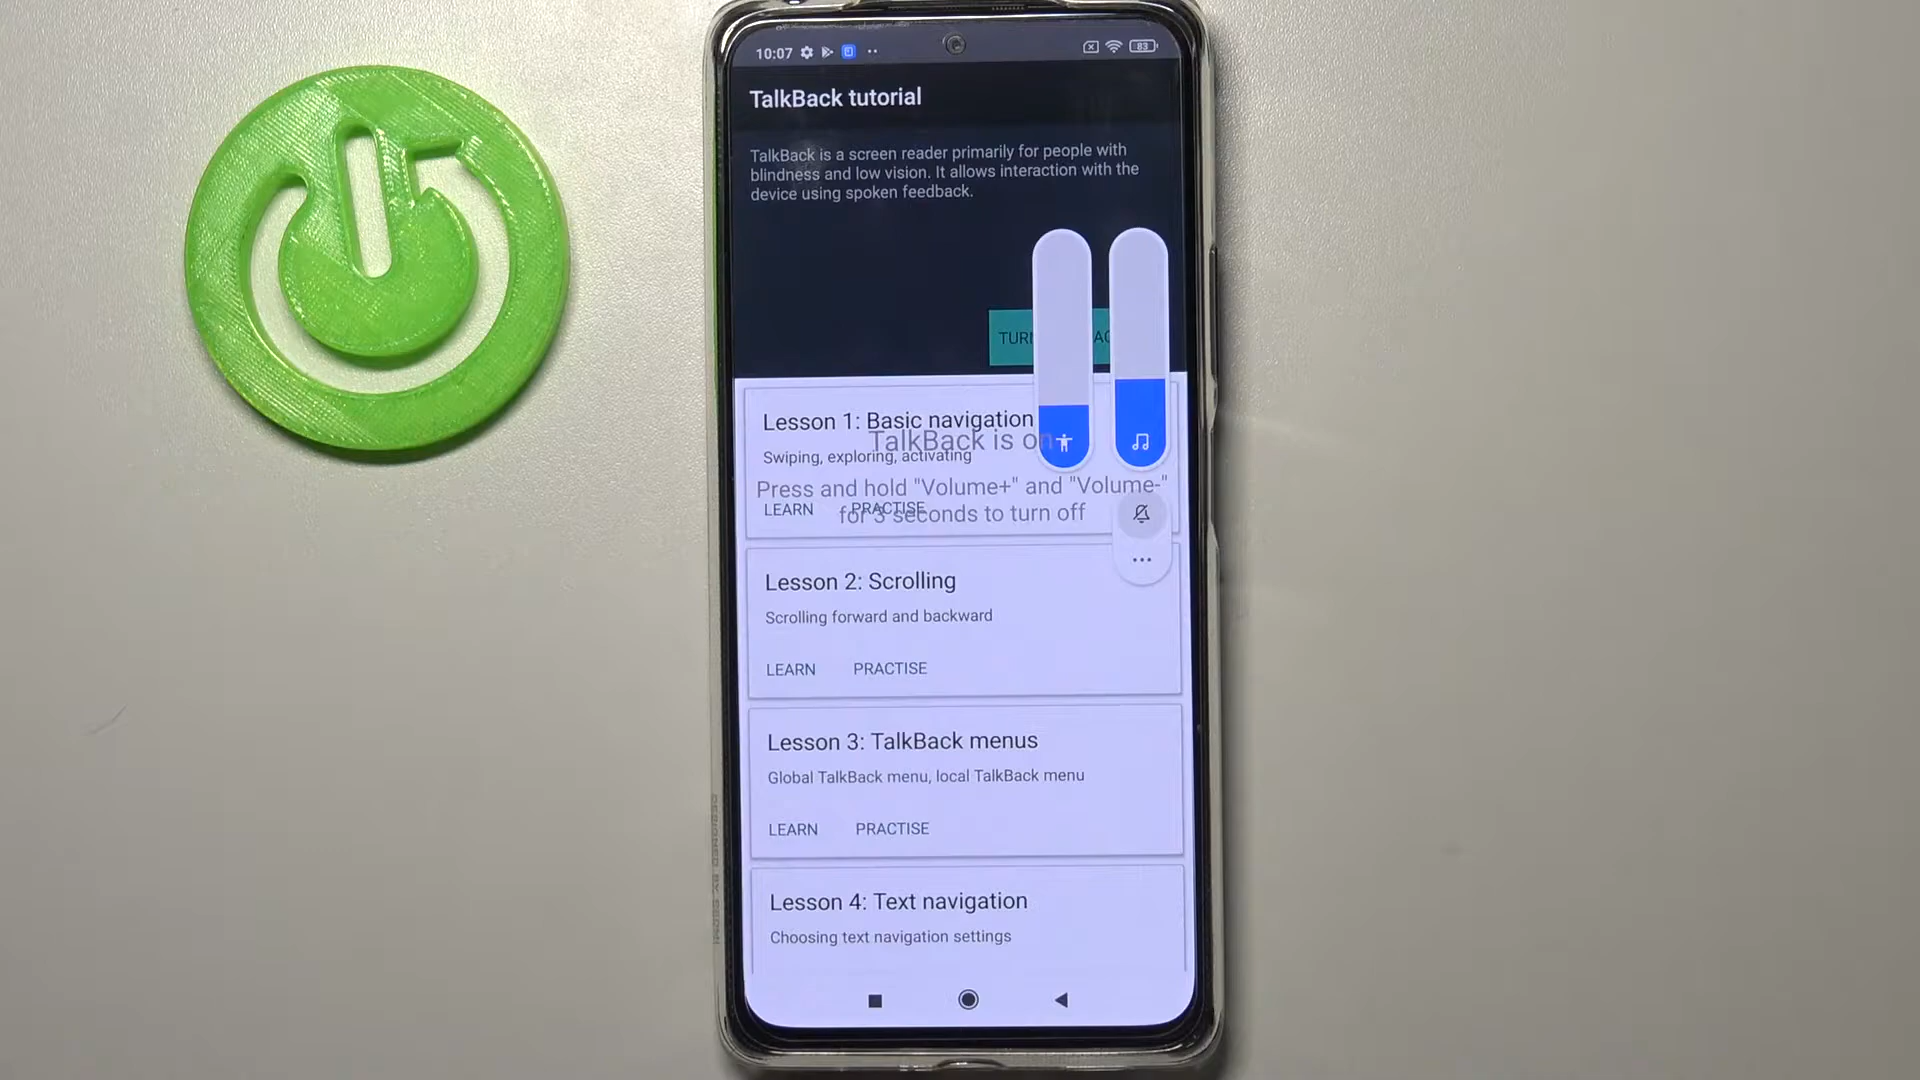 10:07
83
TalkBack tutorial
TalkBack is a screen reader primarily for people with
blindness and low vision. It allows interaction with the
device using spoken feedback.
TURN
Lesson 1: Basic navigation
TalkBack is on
Swiping, exploring, activating
Press and hold "Volume+" and "Volume-"
for 3 seconds to turn off
LEARN PRACTISE
Lesson 2: Scrolling
Scrolling forward and backward
LEARN PRACTISE
Lesson 3: TalkBack menus
Global TalkBack menu, local TalkBack menu
LEARN PRACTISE
Lesson 4: Text navigation
Choosing text navigation settings